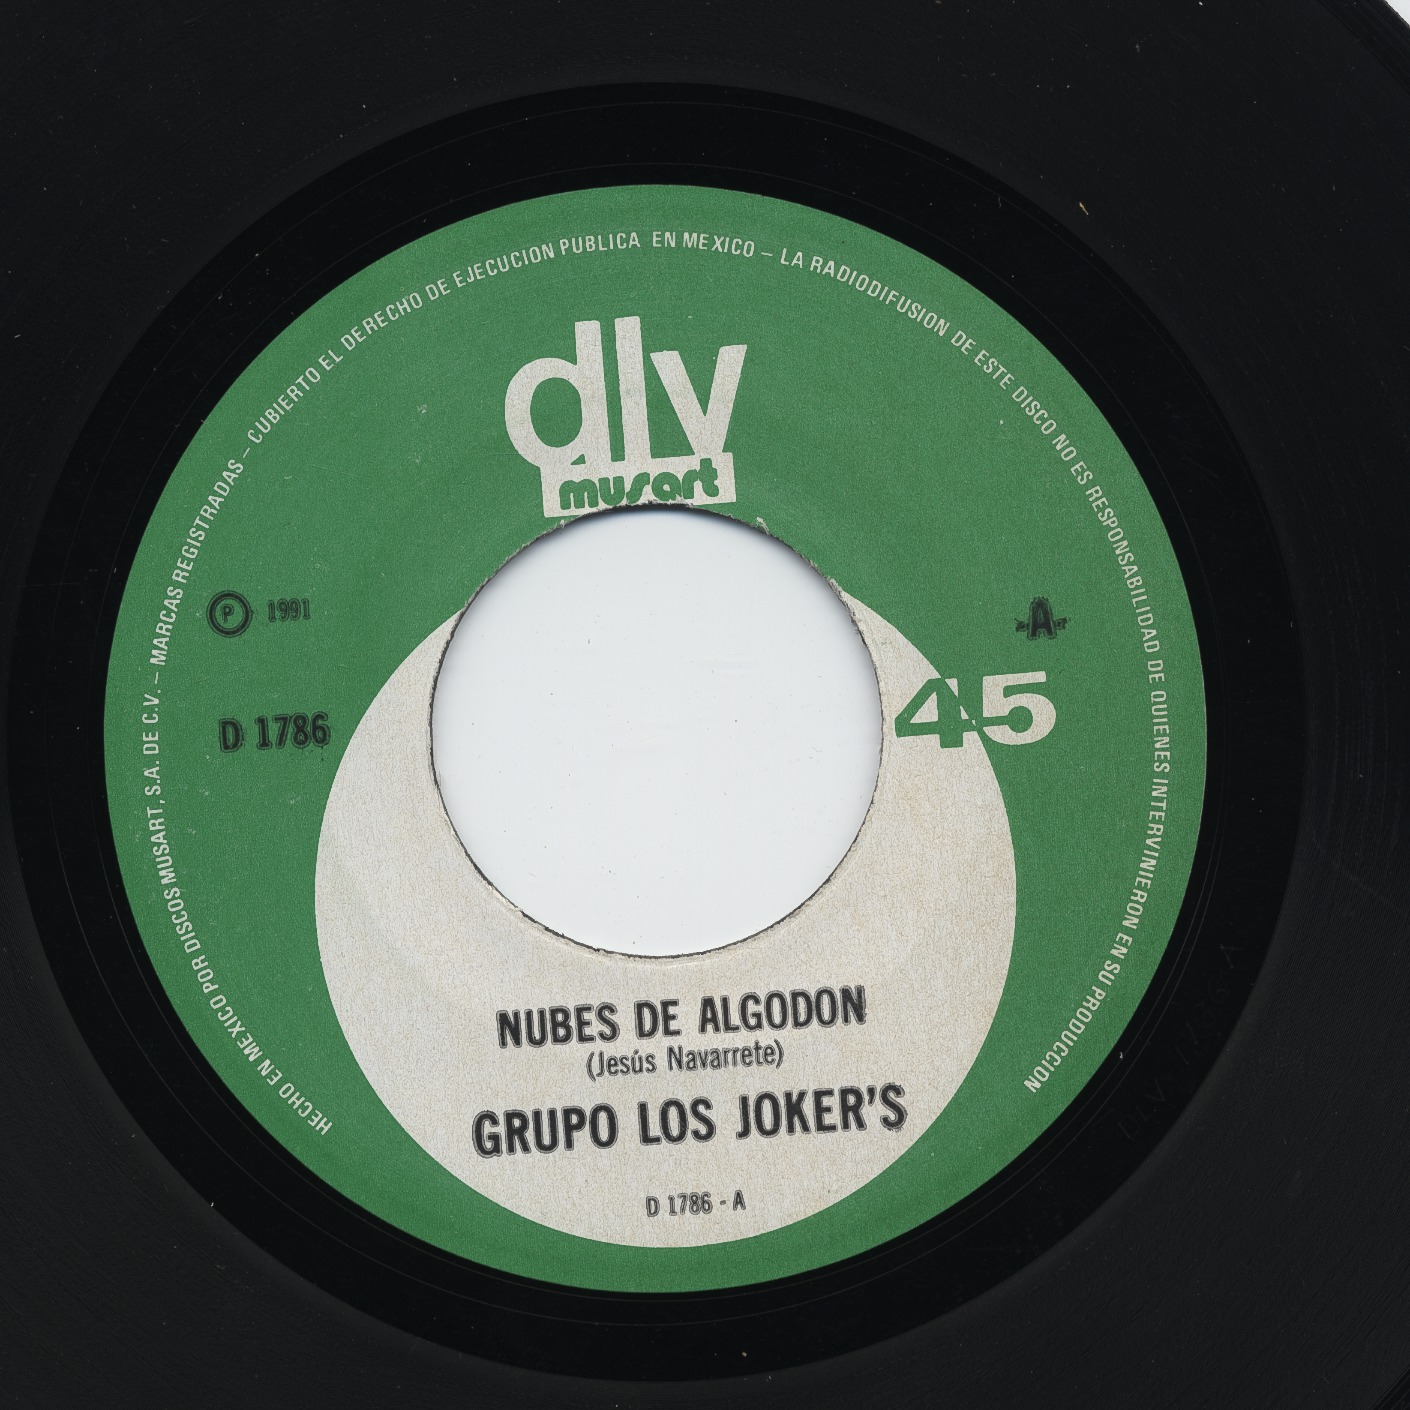 HECHO EN MEXICO POR DISCOS MUSART, S.A. DE C.V. – MARCAS REGISTRADAS – CUBIERTO EL DERECHO DE EJECUCION PUBLICA EN MEXICO – LA RADIODIFUSION DE ESTE DISCO NO ES RESPONSABILIDAD DE QUIENES INTERVINIERON EN SU PRODUCCION
dlv
musart
Ⓟ 1991
-A-
D 1786
45
NUBES DE ALGODON
(Jesús Navarrete)
GRUPO LOS JOKER'S
D 1786 - A